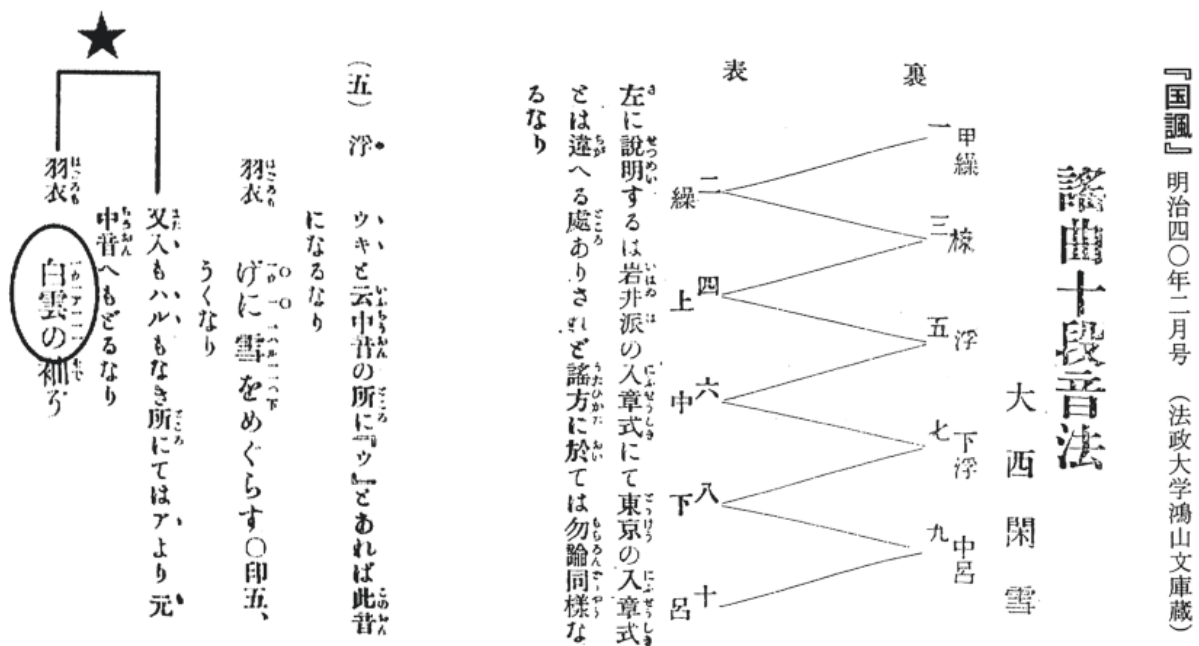 『国諷』 明治四〇年二月号 (法政大学鴻山文庫蔵)
謡曲十段音法
大西閑雪
裏
一 甲繰
三 椋
五 浮
七 下浮
九 中呂
表
二 繰
四 上
六 中
八 下
十 呂
左に説明するは岩井派の入章式にて東京の入章式
とは違へる處ありされど謡方に於ては勿論同様な
るなり
(五) 浮
ウキと云中音の所に『ゥ』とあれば此音
になるなり
羽衣 げに雪をめぐらす〇印五、
うくなり
★
又入もハルもなき所にてはアより元
中音へもどるなり
羽衣 白雲の袖ぞ